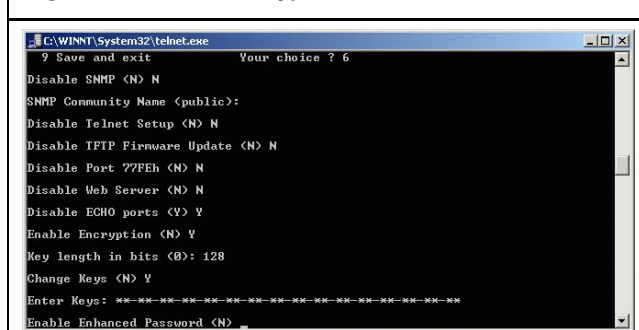 C:\WINNT\System32\telnet.exe
9 Save and exit Your choice ? 6
Disable SNMP (N) N
SNMP Community Name (public):
Disable Telnet Setup (N) N
Disable TFTP Firmware Update (N) N
Disable Port 77FEh (N) N
Disable Web Server (N) N
Disable ECHO ports (Y) Y
Enable Encryption (N) Y
Key length in bits (0): 128
Change Keys (N) Y
Enter Keys: **-**-**-**-**-**-**-**-**-**-**-**-**-**-**-**
Enable Enhanced Password (N) _